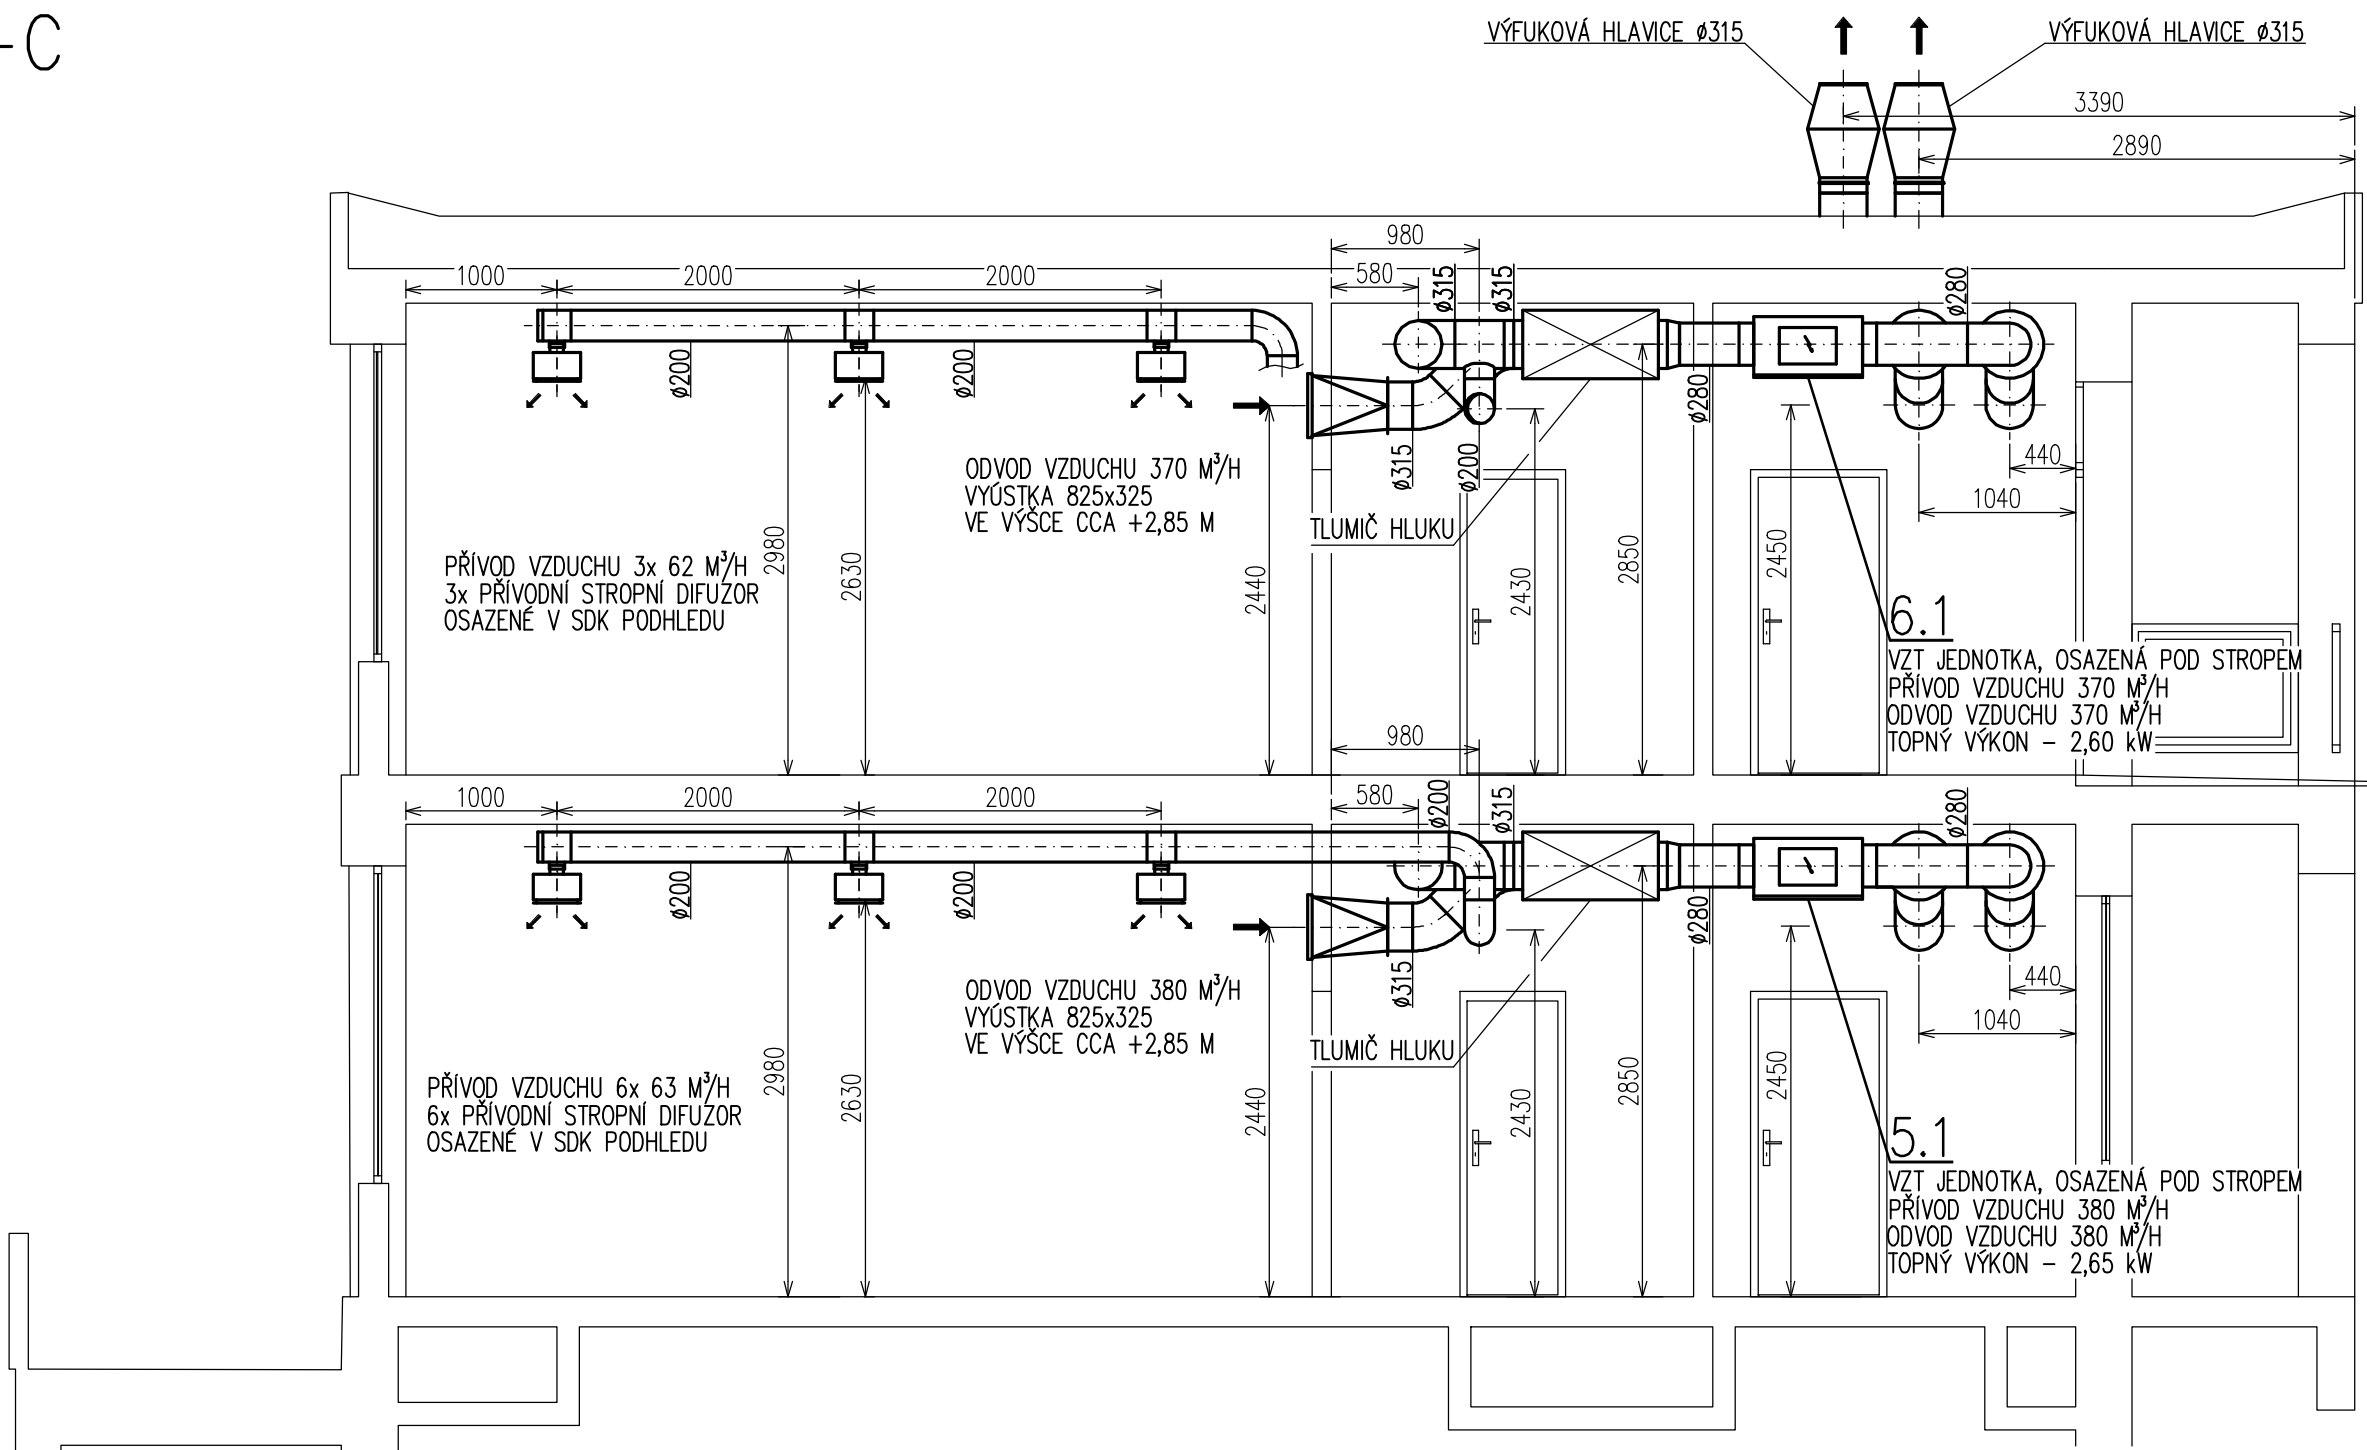 -C
VÝFUKOVÁ HLAVICE ø315
VÝFUKOVÁ HLAVICE ø315
3390
2890
980
580
ø315
ø315
ø280
1000
2000
2000
ø200
ø200
ø280
ø315
ø200
440
1040
ODVOD VZDUCHU 370 M³/H
VYÚSTKA 825x325
VE VÝŠCE CCA +2,85 M
TLUMIČ HLUKU
PŘÍVOD VZDUCHU 3x 62 M³/H
3x PŘÍVODNÍ STROPNÍ DIFUZOR
OSAZENÉ V SDK PODHLEDU
2980
2630
2440
2430
2850
2450
6.1
VZT JEDNOTKA, OSAZENÁ POD STROPEM
PŘÍVOD VZDUCHU 370 M³/H
ODVOD VZDUCHU 370 M³/H
TOPNÝ VÝKON – 2,60 kW
980
580
ø200
ø315
ø280
1000
2000
2000
ø200
ø200
ø280
ø315
440
1040
ODVOD VZDUCHU 380 M³/H
VYÚSTKA 825x325
VE VÝŠCE CCA +2,85 M
TLUMIČ HLUKU
PŘÍVOD VZDUCHU 6x 63 M³/H
6x PŘÍVODNÍ STROPNÍ DIFUZOR
OSAZENÉ V SDK PODHLEDU
2980
2630
2440
2430
2850
2450
5.1
VZT JEDNOTKA, OSAZENÁ POD STROPEM
PŘÍVOD VZDUCHU 380 M³/H
ODVOD VZDUCHU 380 M³/H
TOPNÝ VÝKON – 2,65 kW